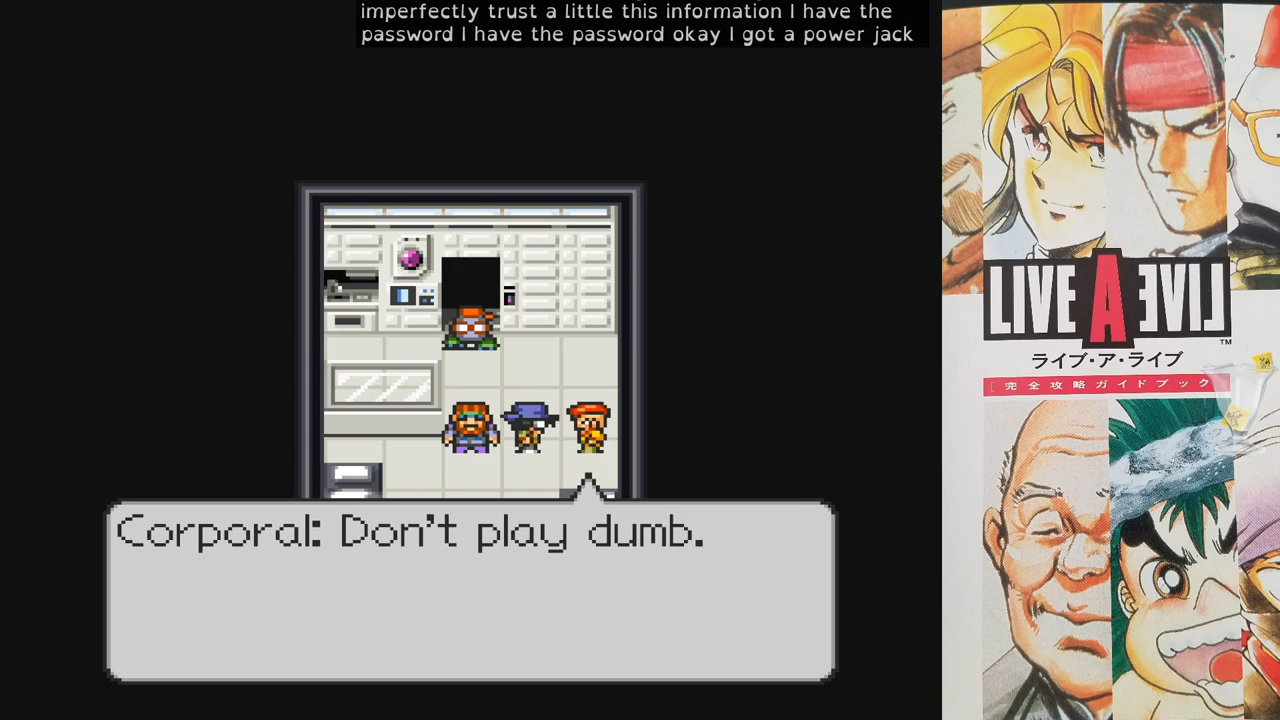 imperfectly trust a little this information I have the
password I have the password okay I got a power jack
Corporal: Don't play dumb.
LIVE A LIVE
TM
ライブ・ア・ライブ
[完全攻略ガイドブック